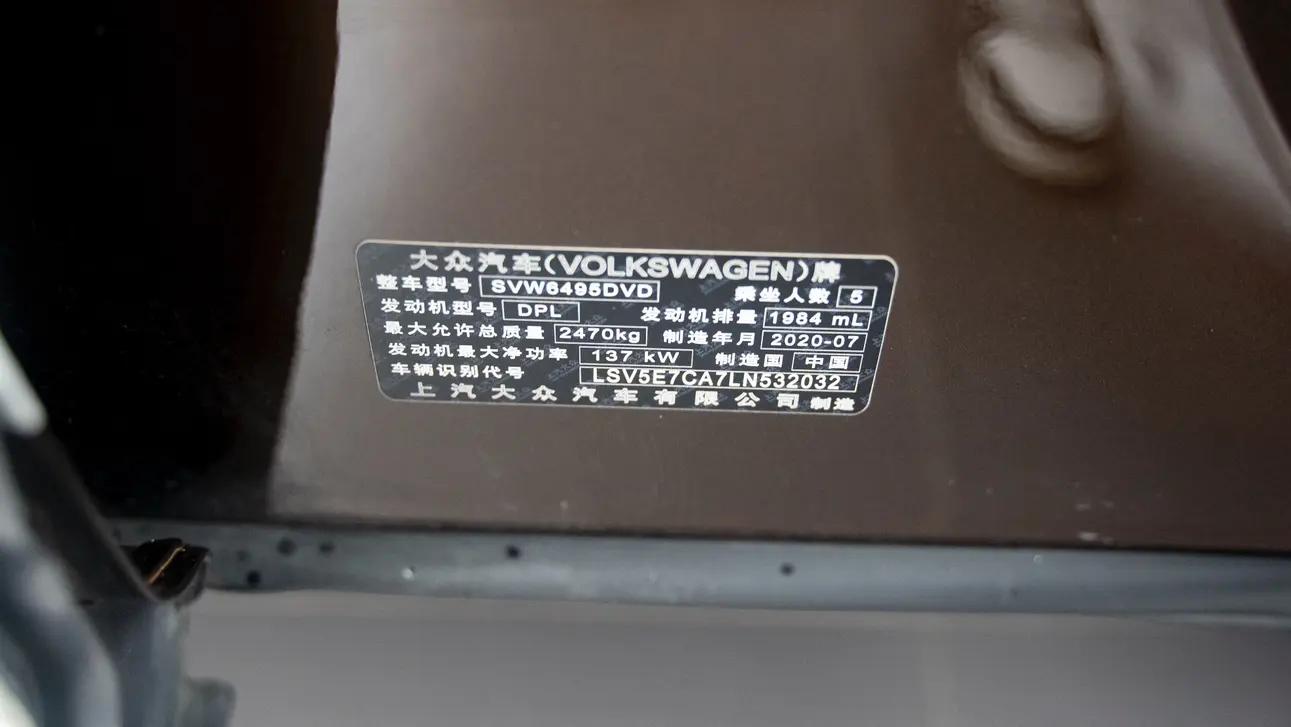 大众汽车(VOLKSWAGEN)牌
整车型号 SVW6495DVD 乘坐人数 5
发动机型号 DPL 发动机排量 1984 mL
最大允许总质量 2470kg 制造年月 2020-07
发动机最大净功率 137 kW 制造国 中国
车辆识别代号 LSV5E7CA7LN532032
上汽大众汽车有限公司 制造